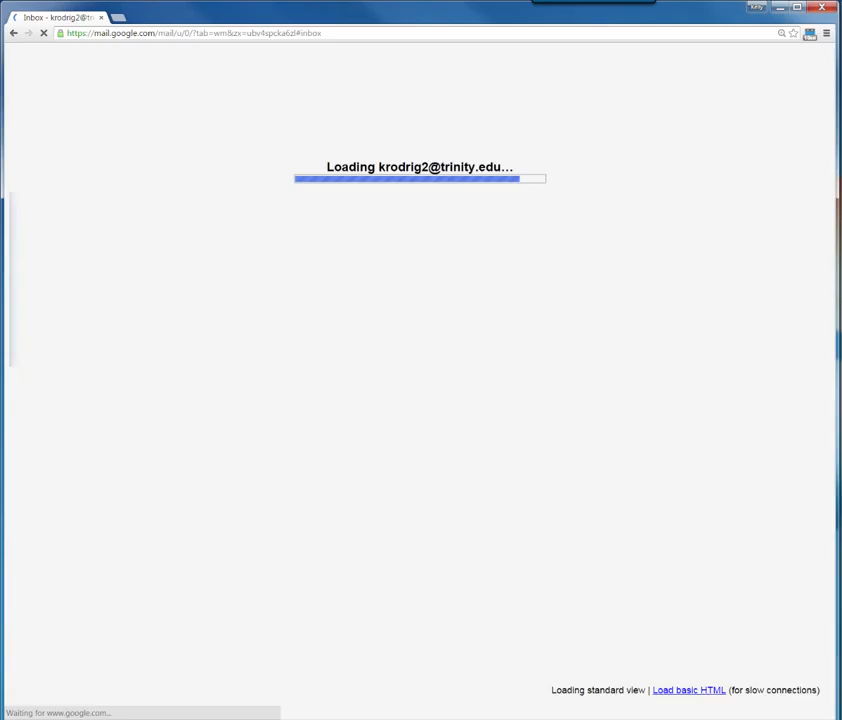 Kelly
Inbox - krodrig2@tri
https://mail.google.com/mail/u/0/?tab=wm&zx=ubv4spcka6zl#inbox
Loading krodrig2@trinity.edu…
Loading standard view | Load basic HTML (for slow connections)
Waiting for www.google.com...